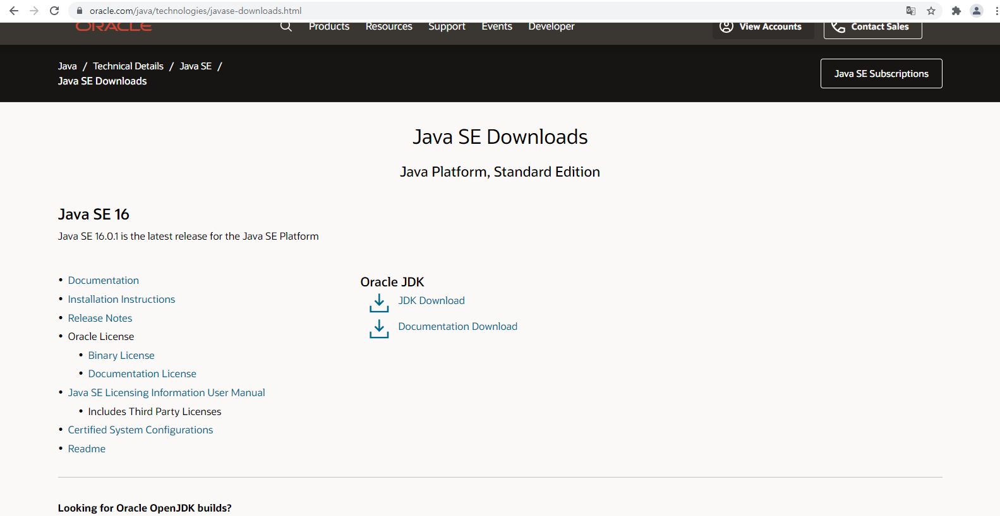 oracle.com/java/technologies/javase-downloads.html
ORACLE
Products Resources Support Events Developer
View Accounts
Contact Sales
Java / Technical Details / Java SE /
Java SE Downloads
Java SE Subscriptions
Java SE Downloads
Java Platform, Standard Edition
Java SE 16
Java SE 16.0.1 is the latest release for the Java SE Platform
• Documentation
• Installation Instructions
• Release Notes
• Oracle License
• Binary License
• Documentation License
• Java SE Licensing Information User Manual
• Includes Third Party Licenses
• Certified System Configurations
• Readme
Oracle JDK
JDK Download
Documentation Download
Looking for Oracle OpenJDK builds?